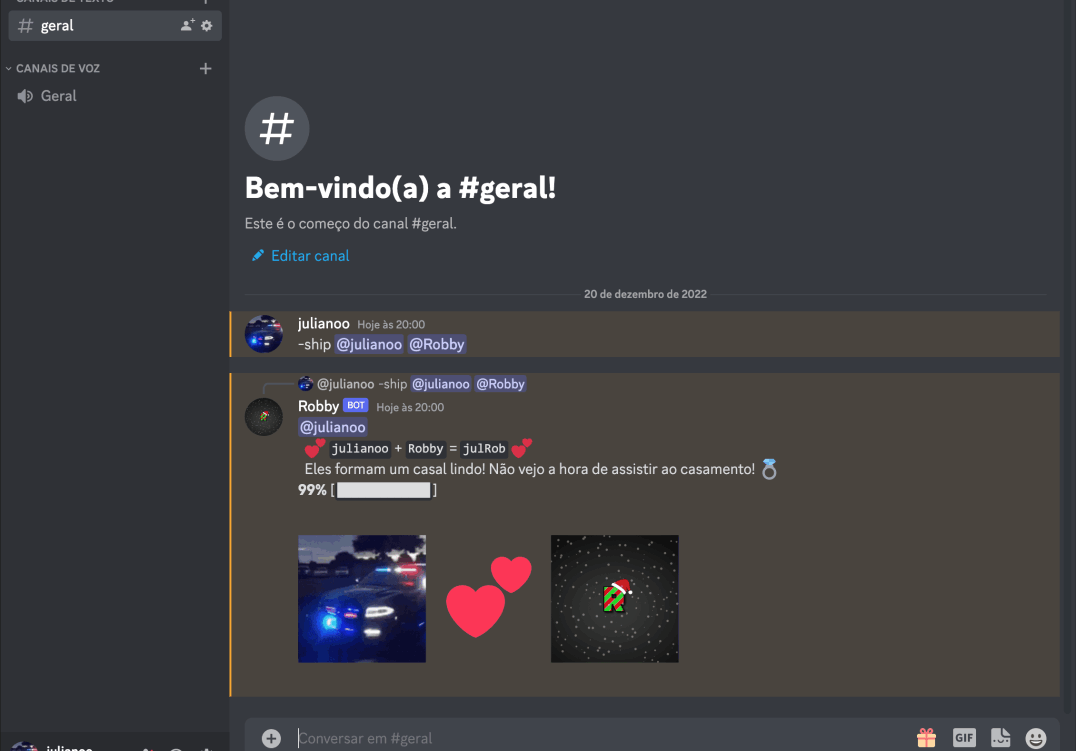 CANAIS DE TEXTO
geral
CANAIS DE VOZ
Geral
#
Bem-vindo(a) a #geral!
Este é o começo do canal #geral.
Editar canal
20 de dezembro de 2022
julianoo Hoje às 20:00
-ship @julianoo @Robby
@julianoo -ship @julianoo @Robby
Robby BOT Hoje às 20:00
@julianoo
julianoo + Robby = julRob
Eles formam um casal lindo! Não vejo a hora de assistir ao casamento!
99% [ ]
R
Conversar em #geral
GIF
julianoo